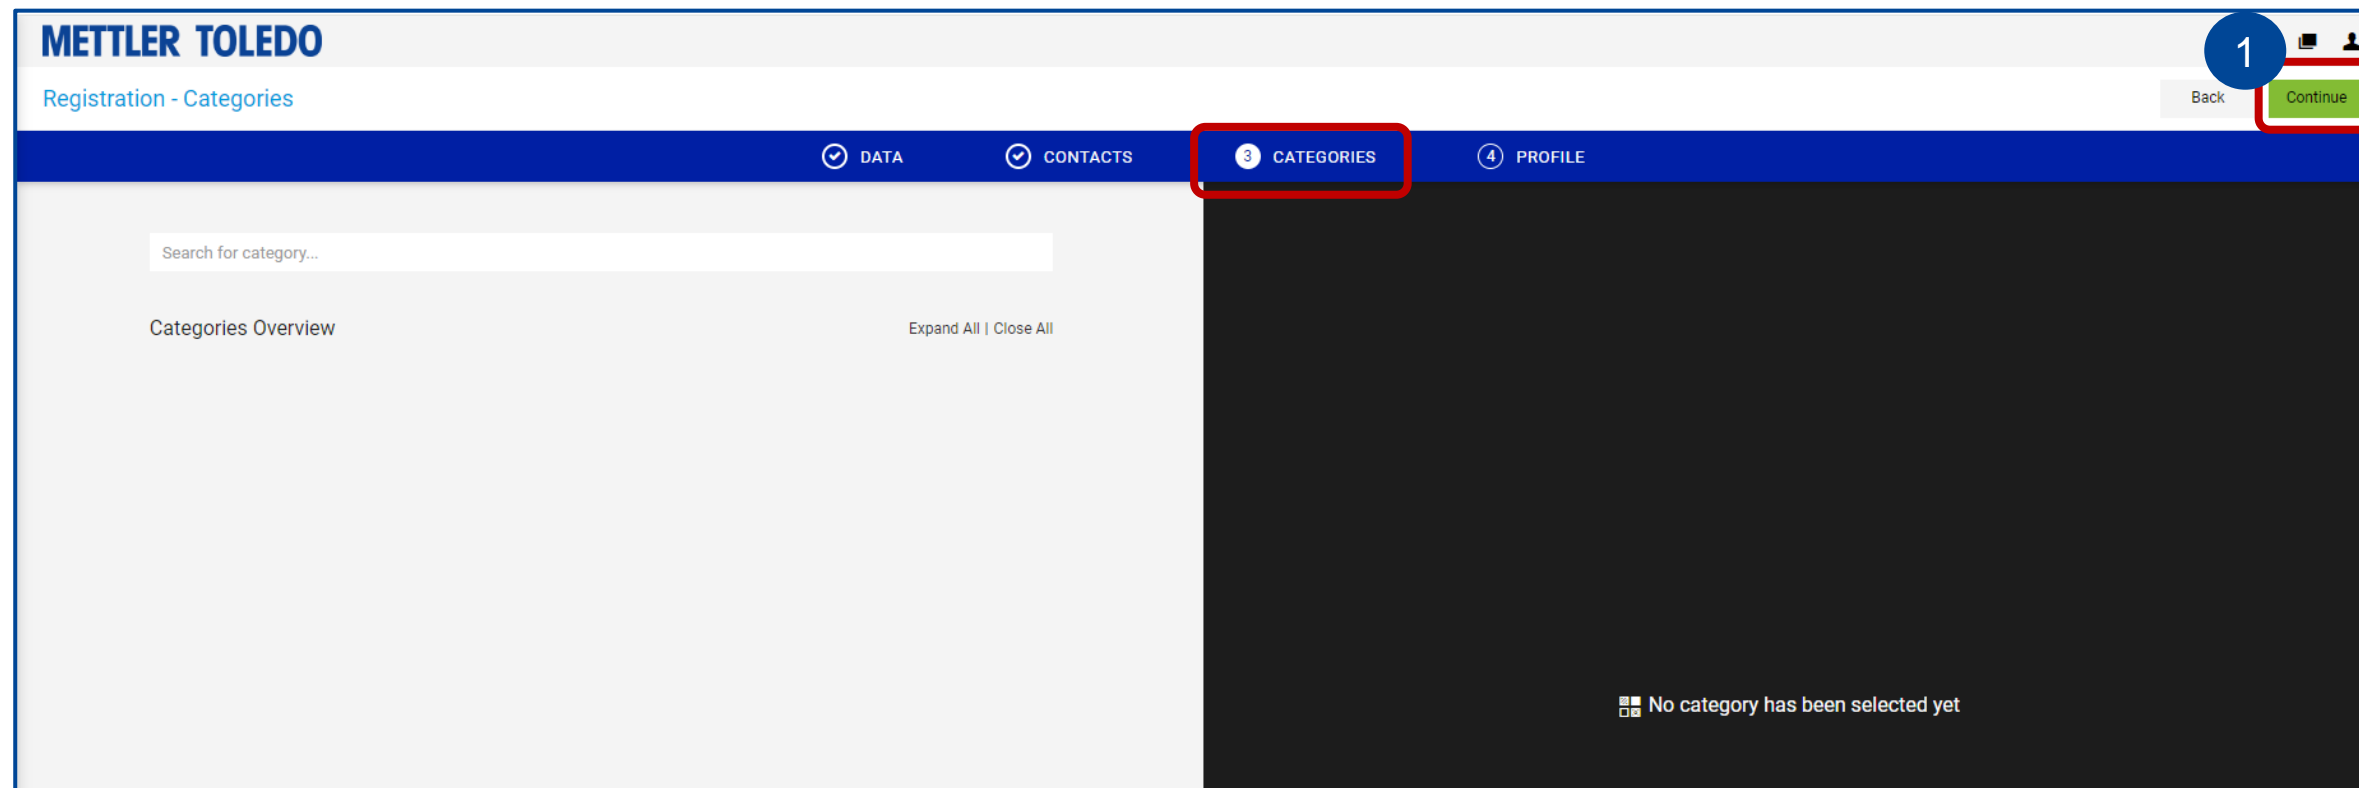 METTLER TOLEDO
1
Registration - Categories
Back
Continue
DATA
CONTACTS
3 CATEGORIES
4 PROFILE
Search for category...
Categories Overview
Expand All | Close All
No category has been selected yet